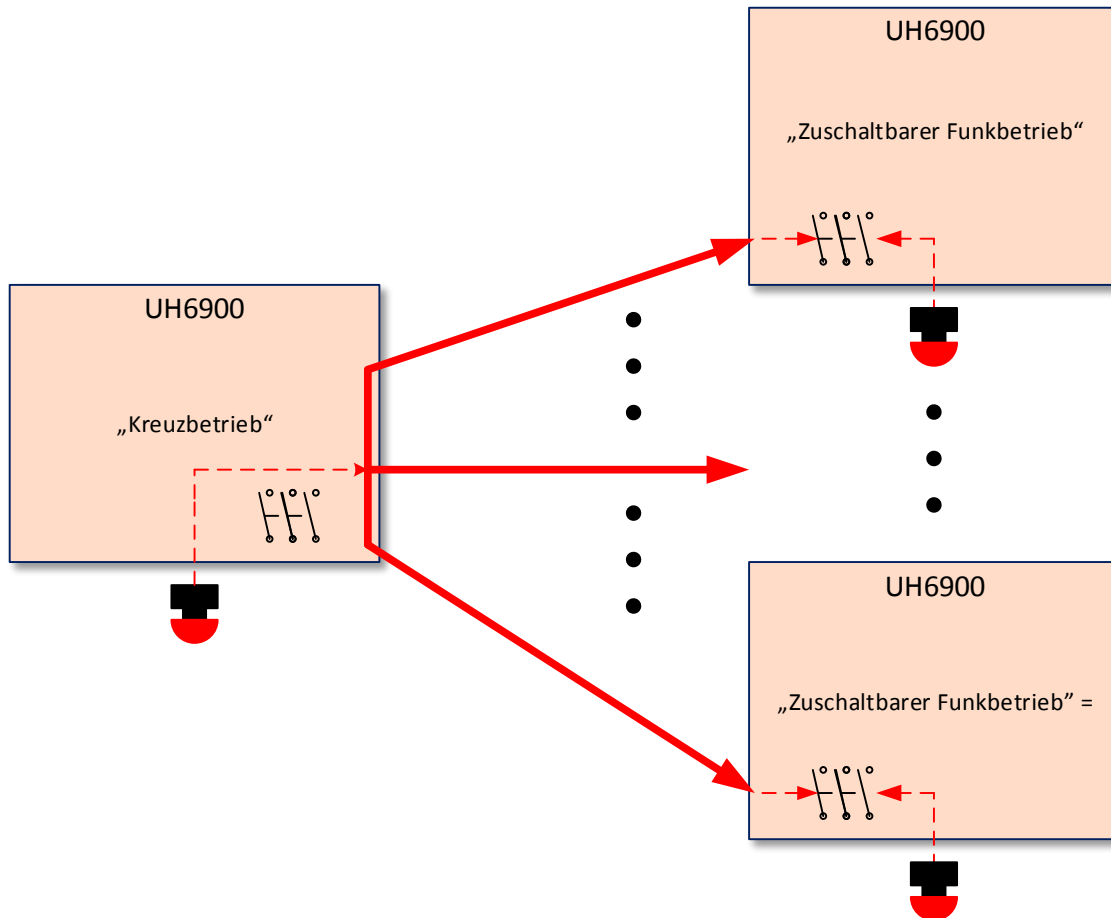 UH6900
„Zuschaltbarer Funkbetrieb“
UH6900
„Kreuzbetrieb“
UH6900
„Zuschaltbarer Funkbetrieb” =